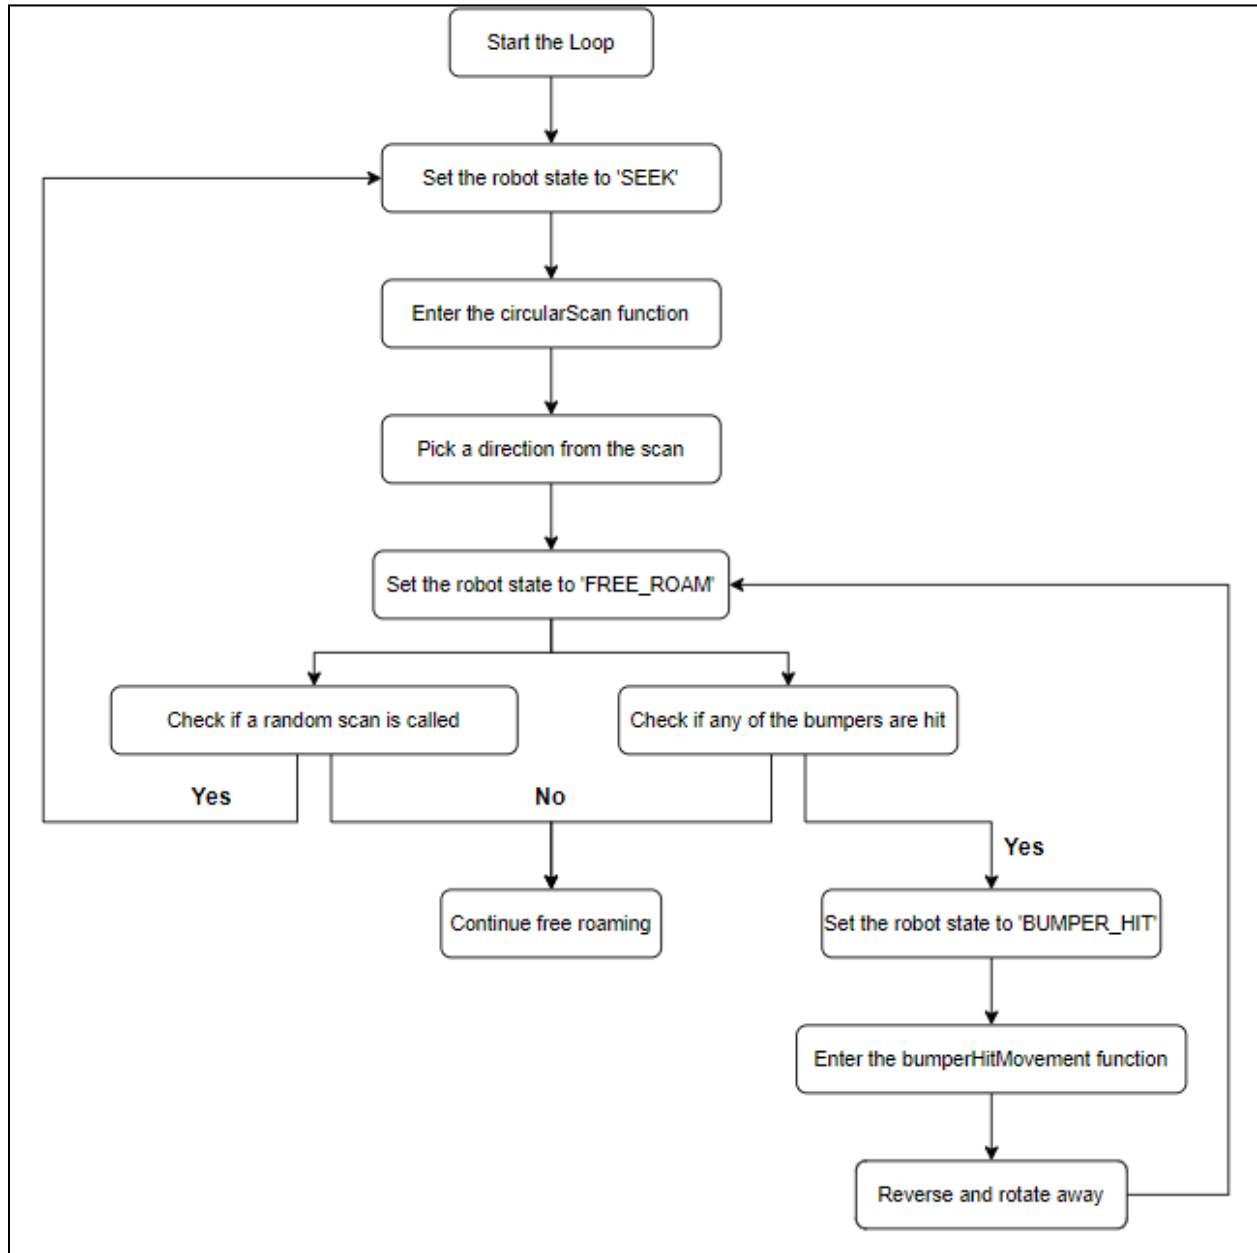 Start the Loop
Set the robot state to 'SEEK'
Enter the circularScan function
Pick a direction from the scan
Set the robot state to 'FREE_ROAM'
Check if a random scan is called
Check if any of the bumpers are hit
Yes
No
Yes
Continue free roaming
Set the robot state to 'BUMPER_HIT'
Enter the bumperHitMovement function
Reverse and rotate away